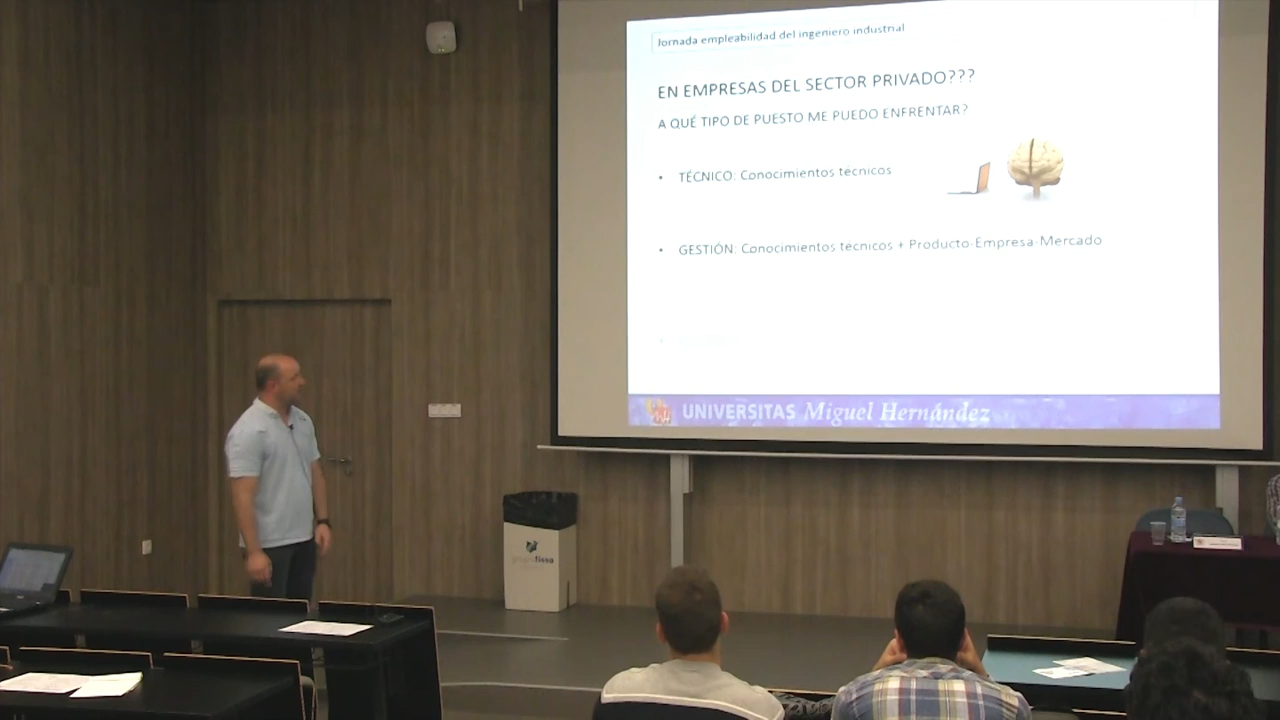 Jornada empleabilidad del ingeniero industrial
EN EMPRESAS DEL SECTOR PRIVADO???
A QUÉ TIPO DE PUESTO ME PUEDO ENFRENTAR?
• TÉCNICO: Conocimientos técnicos
• GESTIÓN: Conocimientos técnicos + Producto-Empresa-Mercado
UNIVERSITAS Miguel Hernández